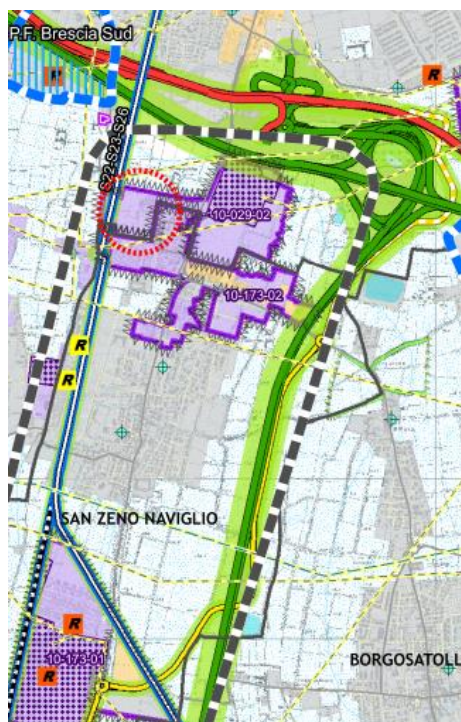 P.F. Brescia Sud
R
R
S22-S23-S26
10-029-02
10-173-02
R
R
SAN ZENO NAVIGLIO
R
BORGOSATOLL
10-173-01
R